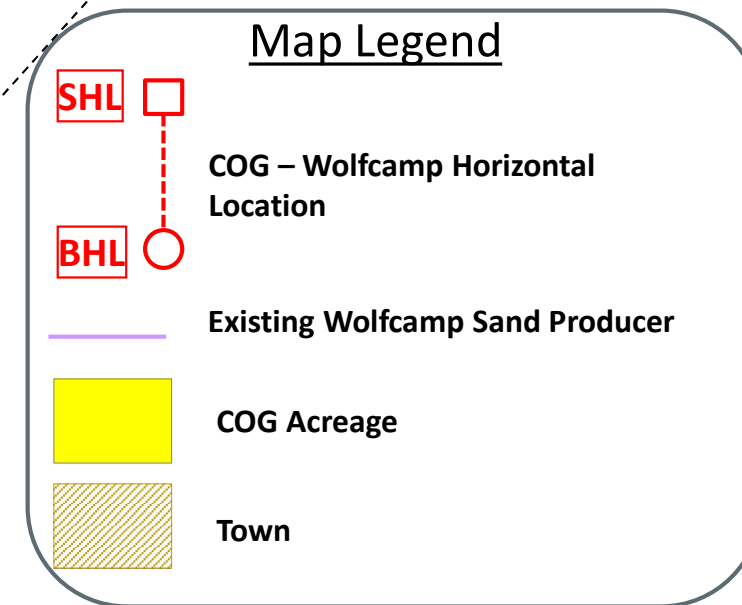 Map Legend
SHL
COG – Wolfcamp Horizontal
Location
BHL
Existing Wolfcamp Sand Producer
COG Acreage
Town